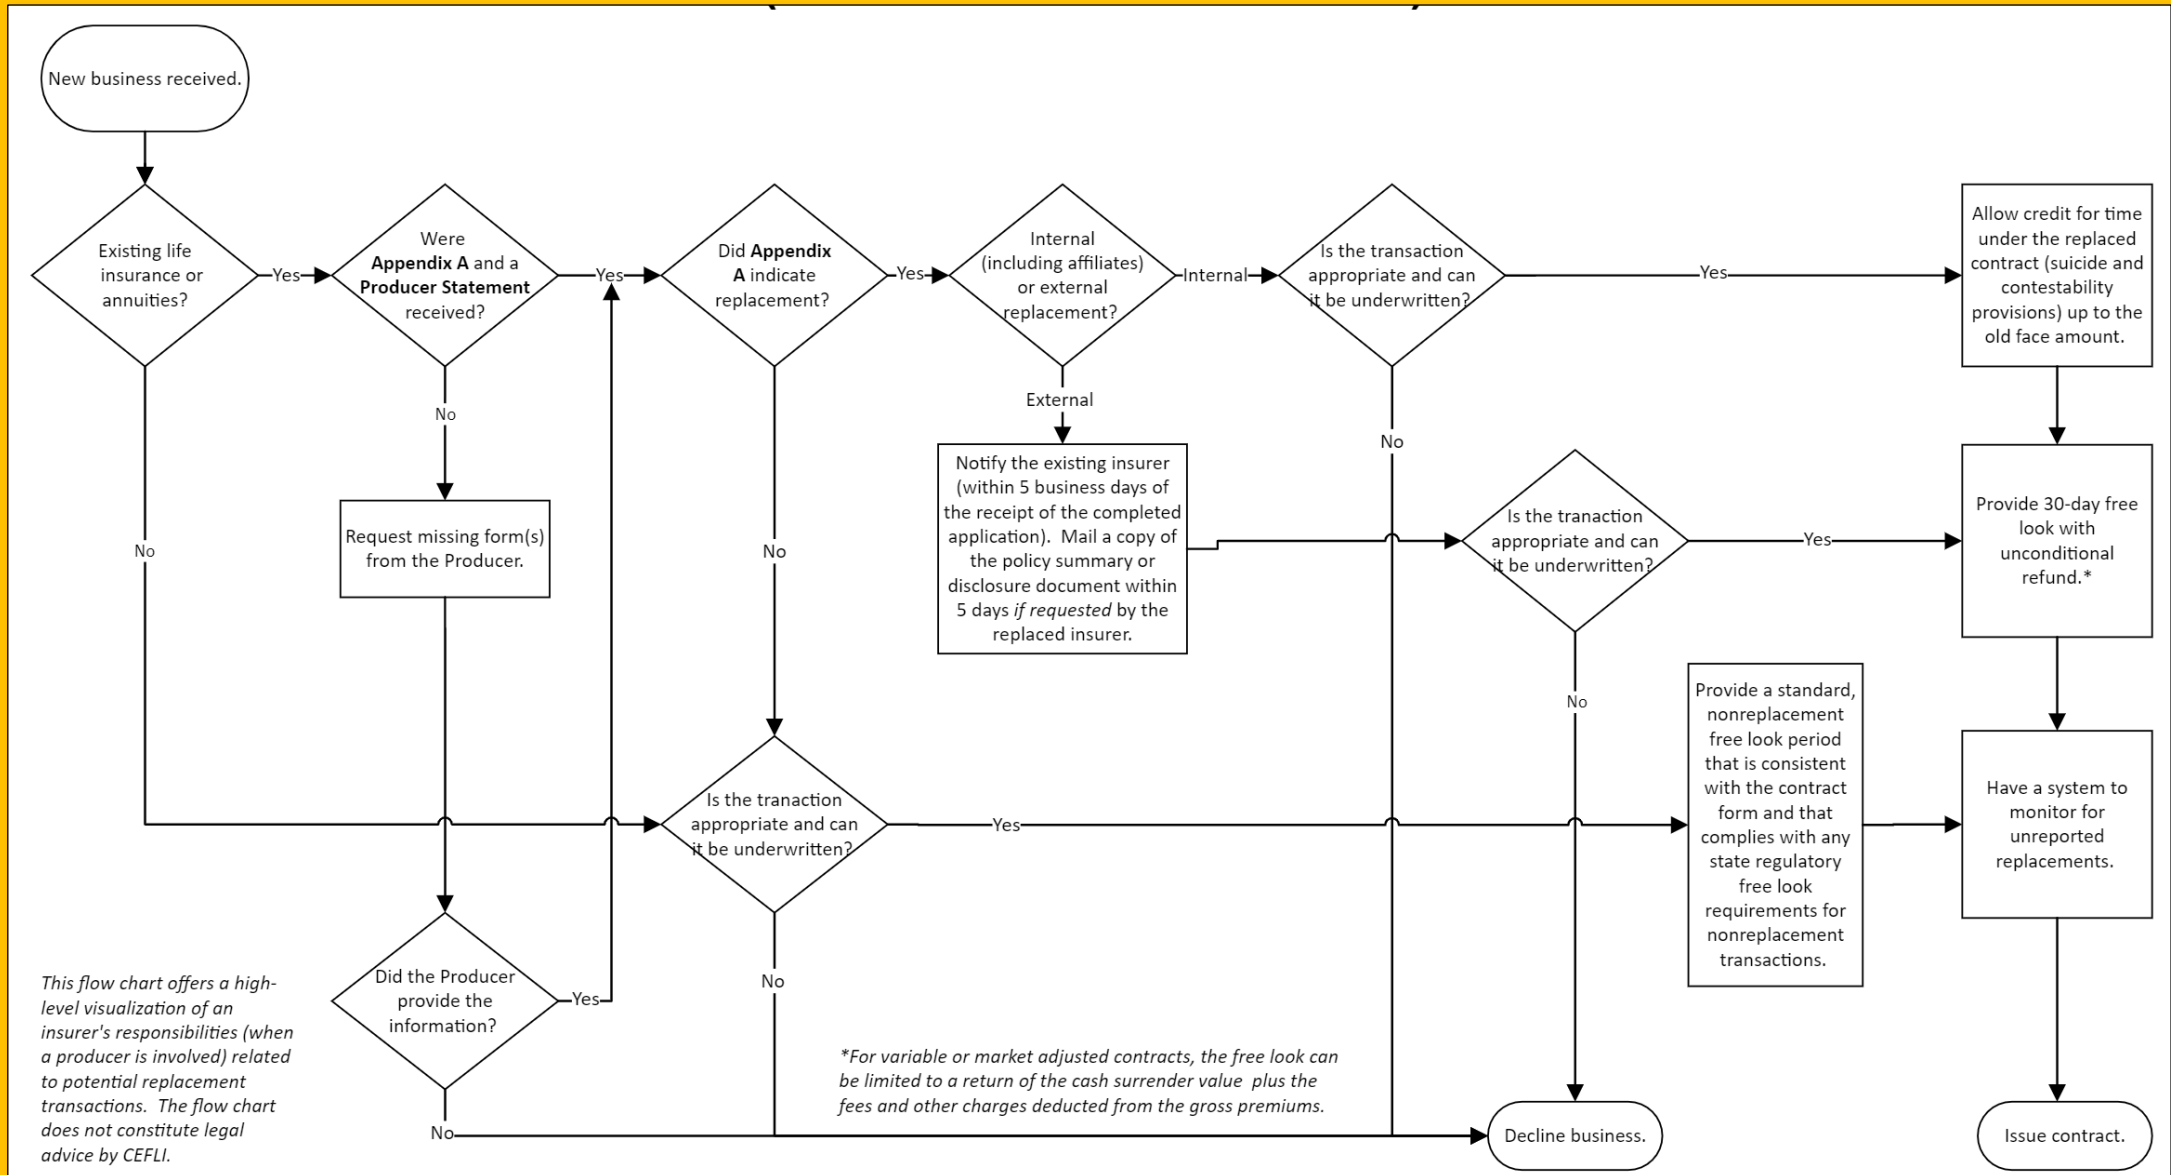 New business received.
Existing life
insurance or
annuities?
Yes
No
Were
Appendix A and a
Producer Statement
received?
Yes
No
Request missing form(s)
from the Producer.
Did the Producer
provide the
information?
Yes
No
Did Appendix
A indicate
replacement?
Yes
No
Is the tranaction
appropriate and can
it be underwritten?
Yes
No
Internal
(including affiliates)
or external
replacement?
Internal
External
Notify the existing insurer
(within 5 business days of
the receipt of the completed
application).  Mail a copy of
the policy summary or
disclosure document within
5 days if requested by the
replaced insurer.
Is the transaction
appropriate and can
it be underwritten?
Yes
No
Is the tranaction
appropriate and can
it be underwritten?
Yes
No
Provide a standard,
nonreplacement
free look period
that is consistent
with the contract
form and that
complies with any
state regulatory
free look
requirements for
nonreplacement
transactions.
Allow credit for time
under the replaced
contract (suicide and
contestability
provisions) up to the
old face amount.
Provide 30-day free
look with
unconditional
refund.*
Have a system to
monitor for
unreported
replacements.
Issue contract.
Decline business.
This flow chart offers a high-
level visualization of an
insurer's responsibilities (when
a producer is involved) related
to potential replacement
transactions.  The flow chart
does not constitute legal
advice by CEFLI.
*For variable or market adjusted contracts, the free look can
be limited to a return of the cash surrender value  plus the
fees and other charges deducted from the gross premiums.